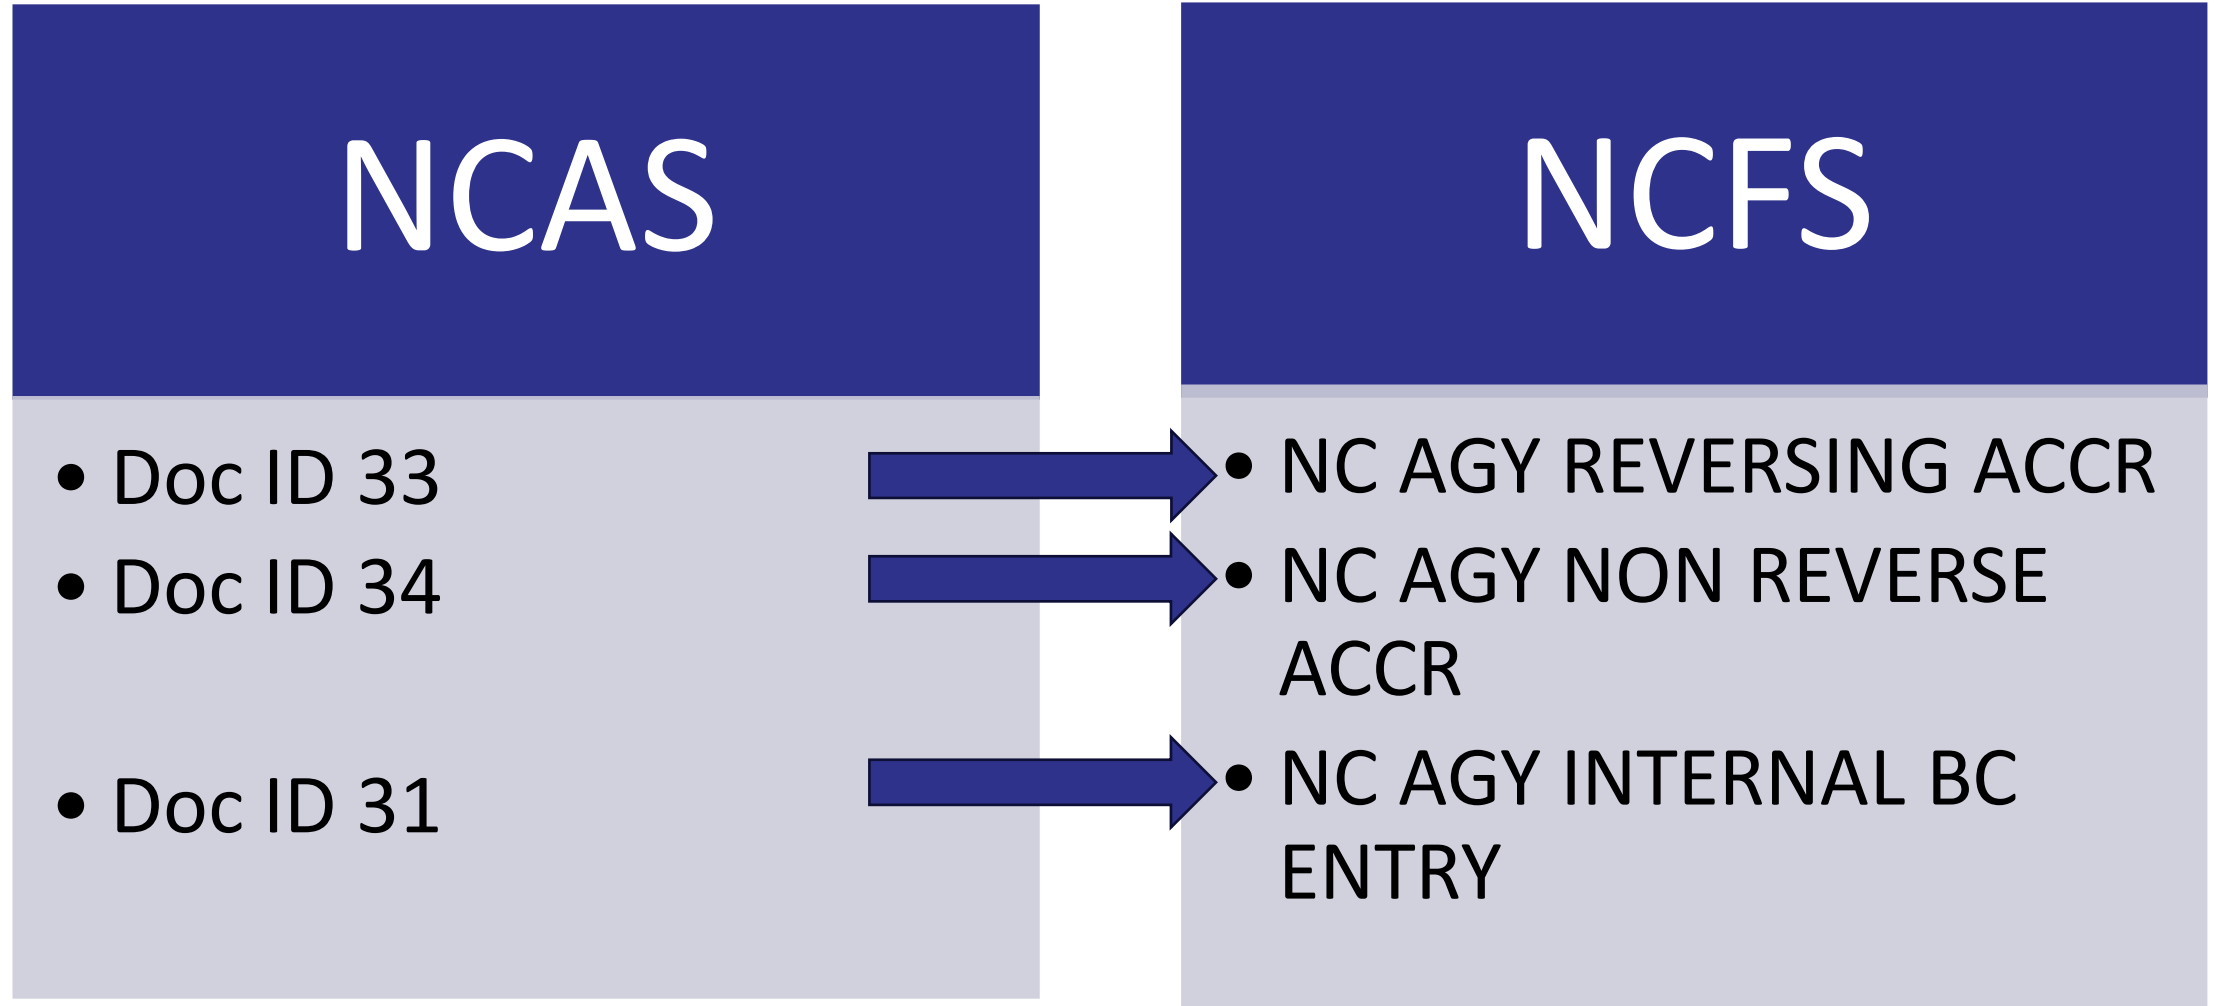 NCAS
• Doc ID 33
• Doc ID 34
• Doc ID 31
NCFS
• NC AGY REVERSING ACCR
• NC AGY NON REVERSE
ACCR
• NC AGY INTERNAL BC
ENTRY